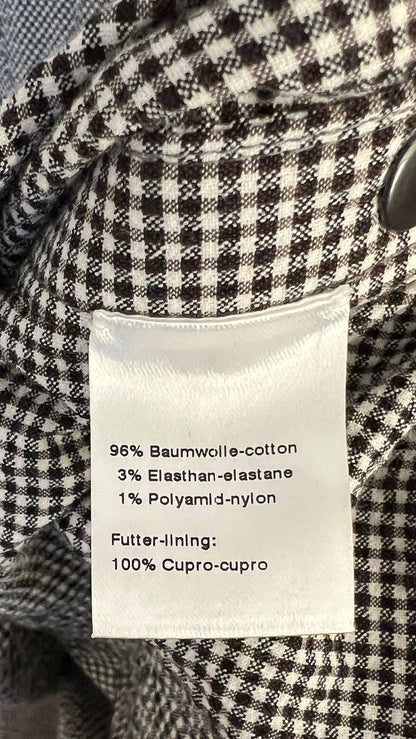 96% Baumwolle-cotton
3% Elasthan-elastane
1% Polyamid-nylon
Futter-lining:
100% Cupro-cupro